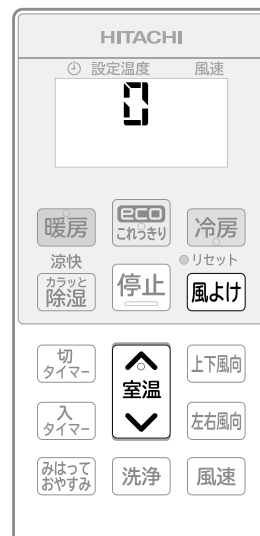 HITACHI
設定温度 風速
0
暖房
eco
これっきり
冷房
涼快
カラッと
除湿
停止
リセット
風よけ
切
タイマー
室温
上下風向
入
タイマー
左右風向
みはって
おやすみ
洗浄
風速